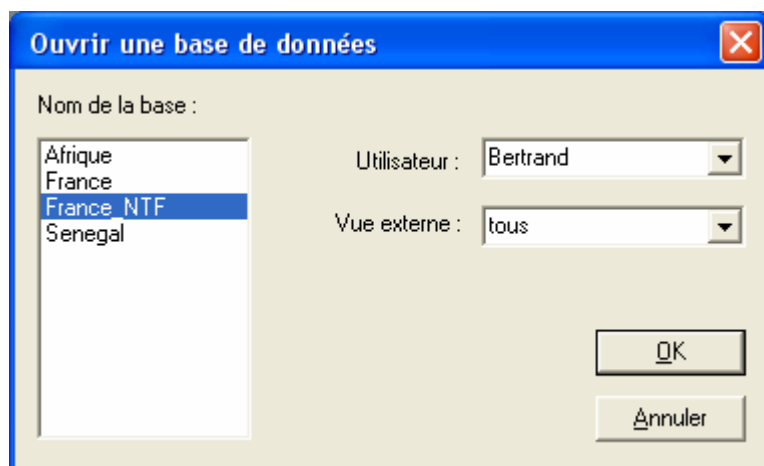 Ouvrir une base de données
Nom de la base :
Afrique
France
France_NTF
Senegal
Utilisateur :
Bertrand
Vue externe :
tous
OK
Annuler